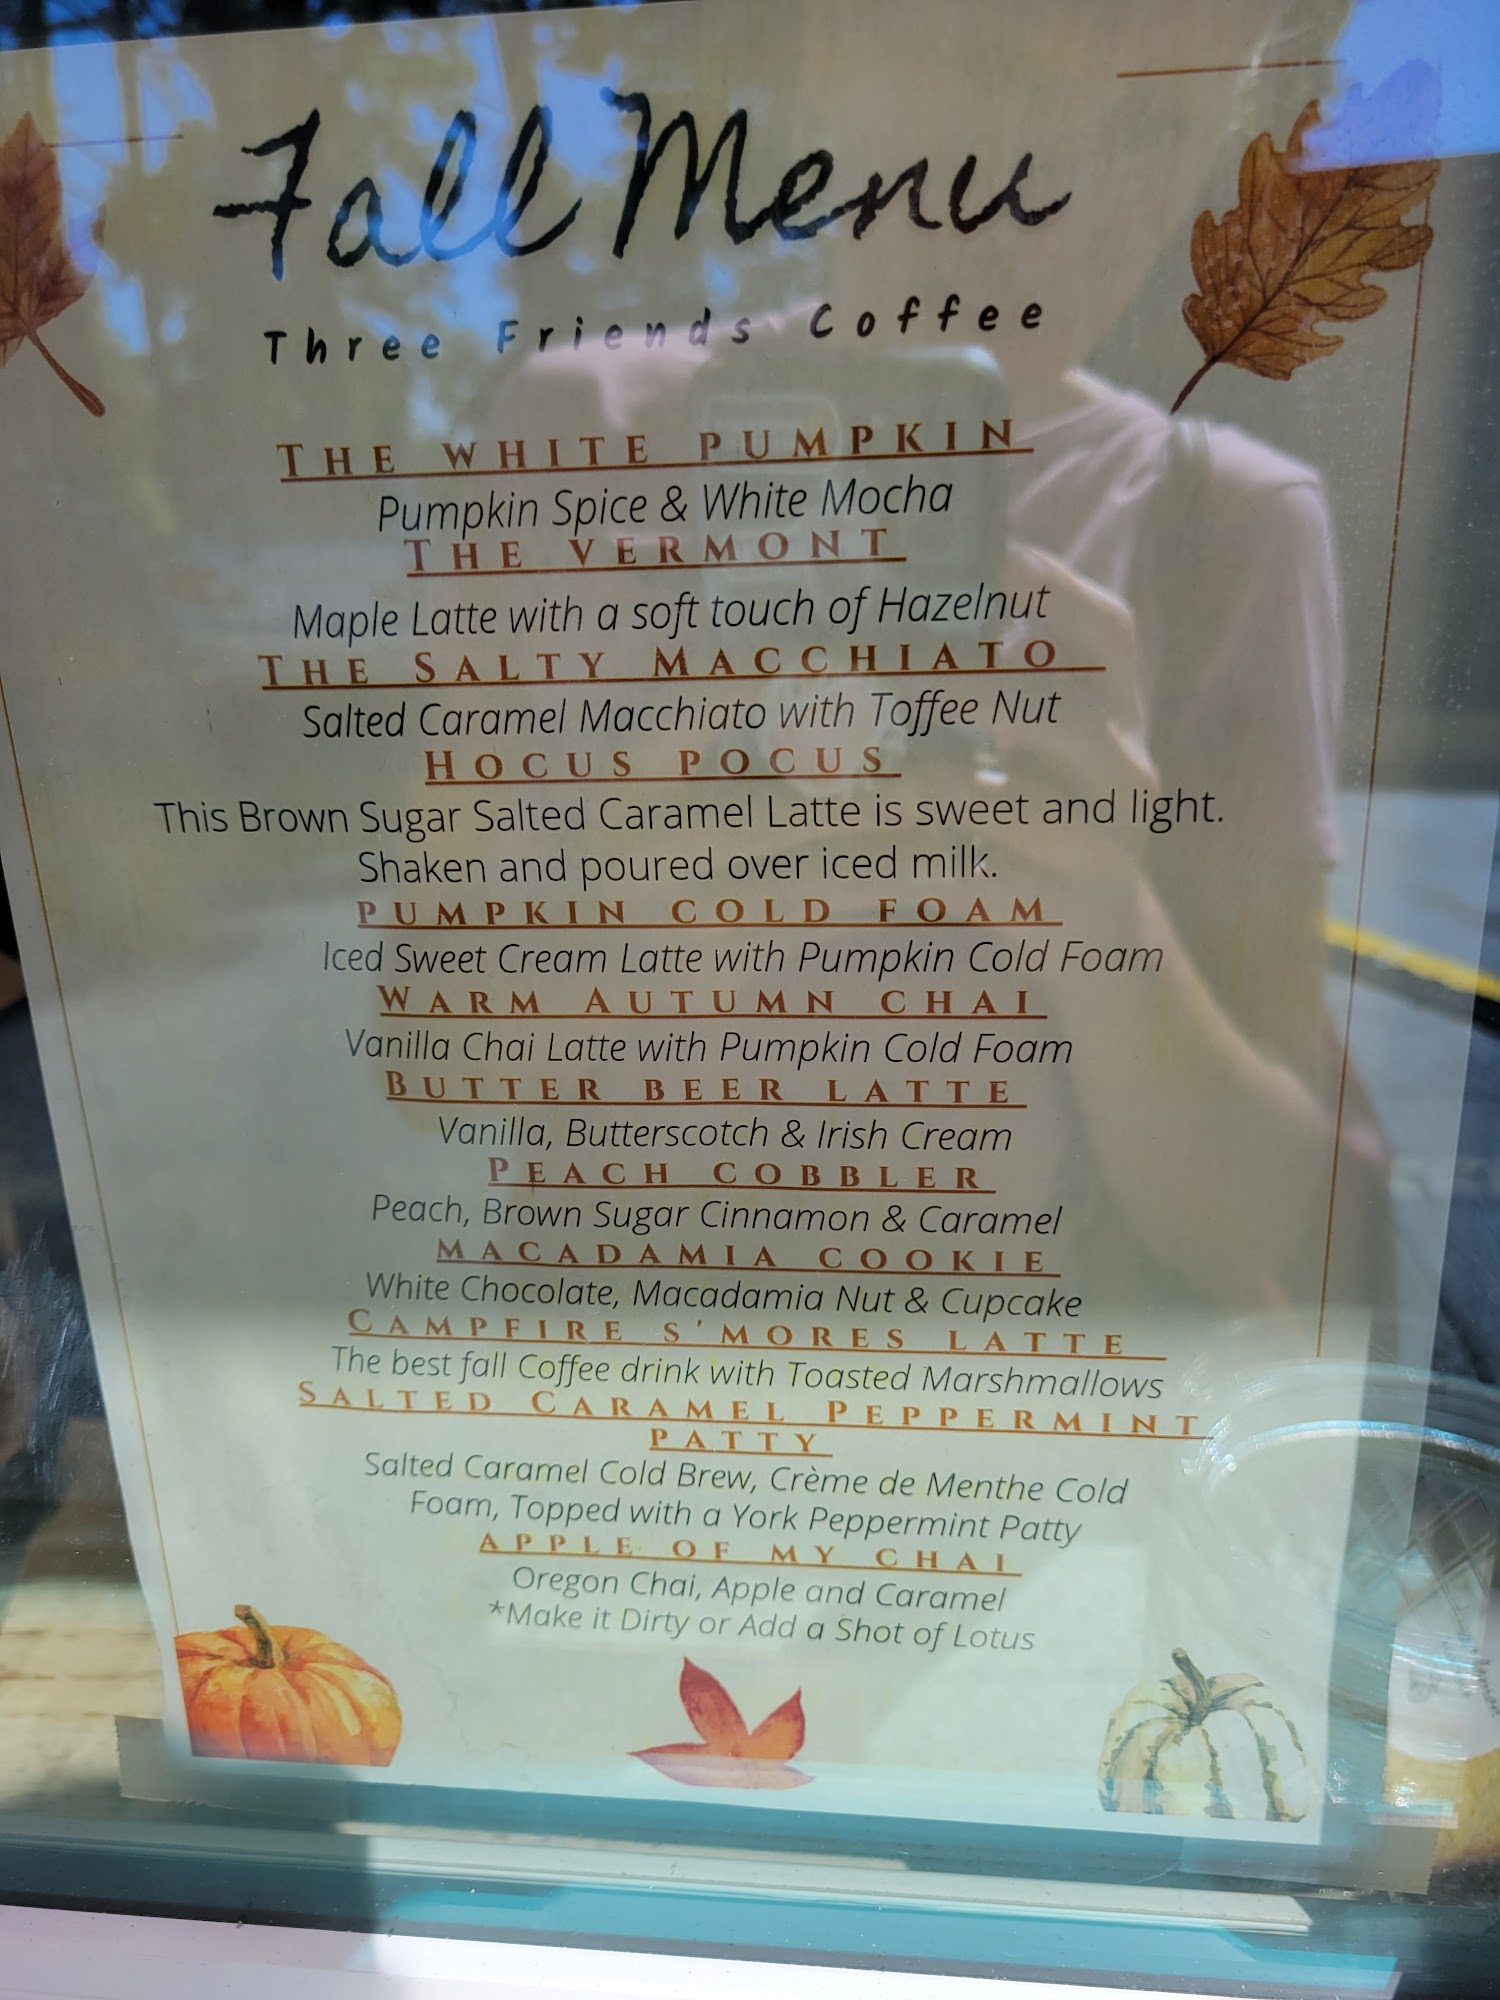 Fall Menu
Three Friends Coffee
THE WHITE PUMPKIN
Pumpkin Spice & White Mocha
THE VERMONT
Maple Latte with a soft touch of Hazelnut
THE SALTY MACCHIATO
Salted Caramel Macchiato with Toffee Nut
HOCUS POCUS
This Brown Sugar Salted Caramel Latte is sweet and light.
Shaken and poured over iced milk.
PUMPKIN COLD FOAM
Iced Sweet Cream Latte with Pumpkin Cold Foam
WARM AUTUMN CHAI
Vanilla Chai Latte with Pumpkin Cold Foam
BUTTER BEER LATTE
Vanilla, Butterscotch & Irish Cream
PEACH COBBLER
Peach, Brown Sugar Cinnamon & Caramel
MACADAMIA COOKIE
White Chocolate, Macadamia Nut & Cupcake
CAMPFIRE S'MORES LATTE
The best fall Coffee drink with Toasted Marshmallows
SALTED CARAMEL PEPPERMINT
PATTY
Salted Caramel Cold Brew, Crème de Menthe Cold
Foam, Topped with a York Peppermint Patty
APPLE OF MY CHAI
Oregon Chai, Apple and Caramel
*Make it Dirty or Add a Shot of Lotus